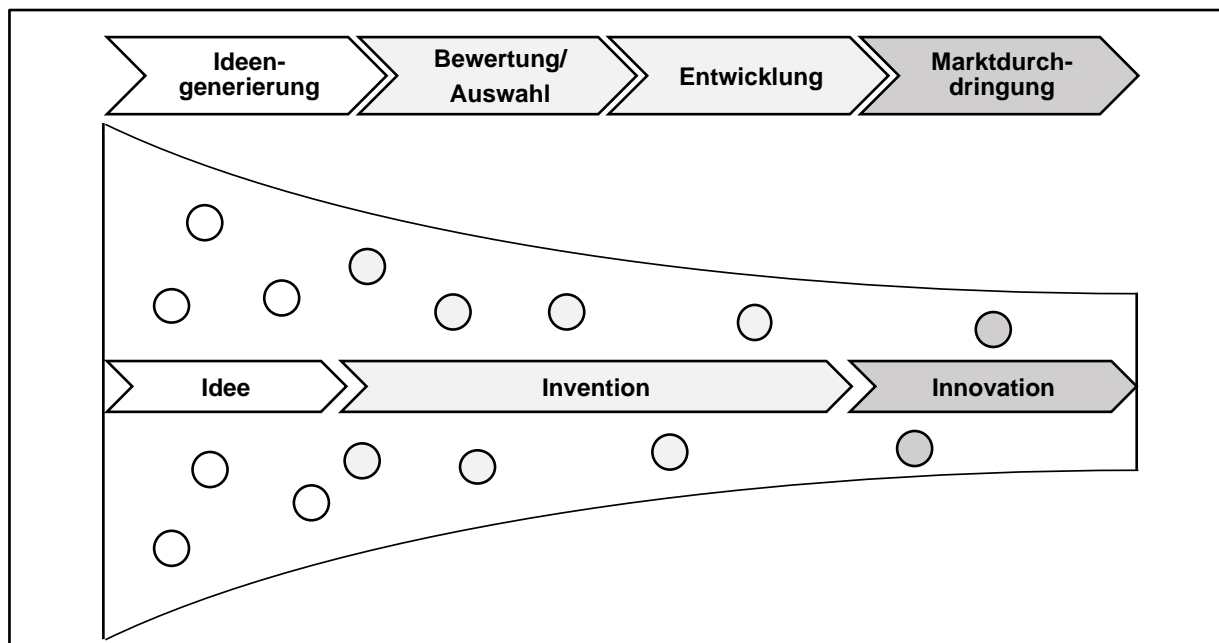 Ideen-
generierung
Bewertung/
Auswahl
Entwicklung
Marktdurch-
dringung
Idee
Invention
Innovation